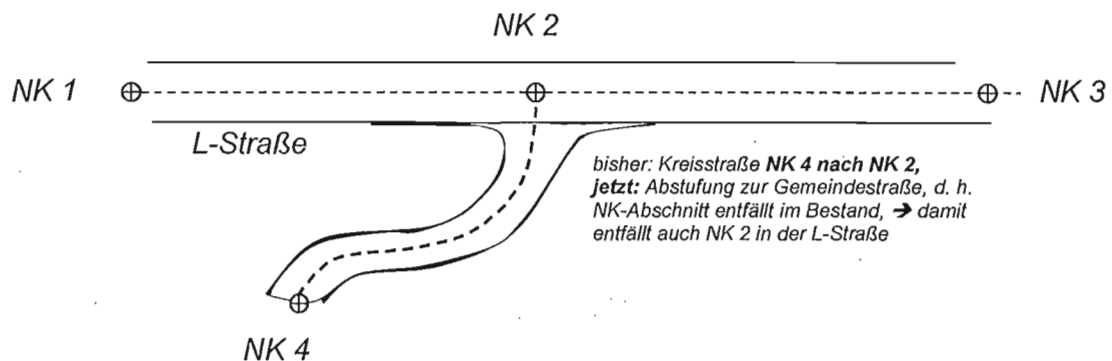 NK 2
NK 1
NK 3
L-Straße
bisher: Kreisstraße NK 4 nach NK 2,
jetzt: Abstufung zur Gemeindestraße, d. h.
NK-Abschnitt entfällt im Bestand, ➔ damit
entfällt auch NK 2 in der L-Straße
NK 4